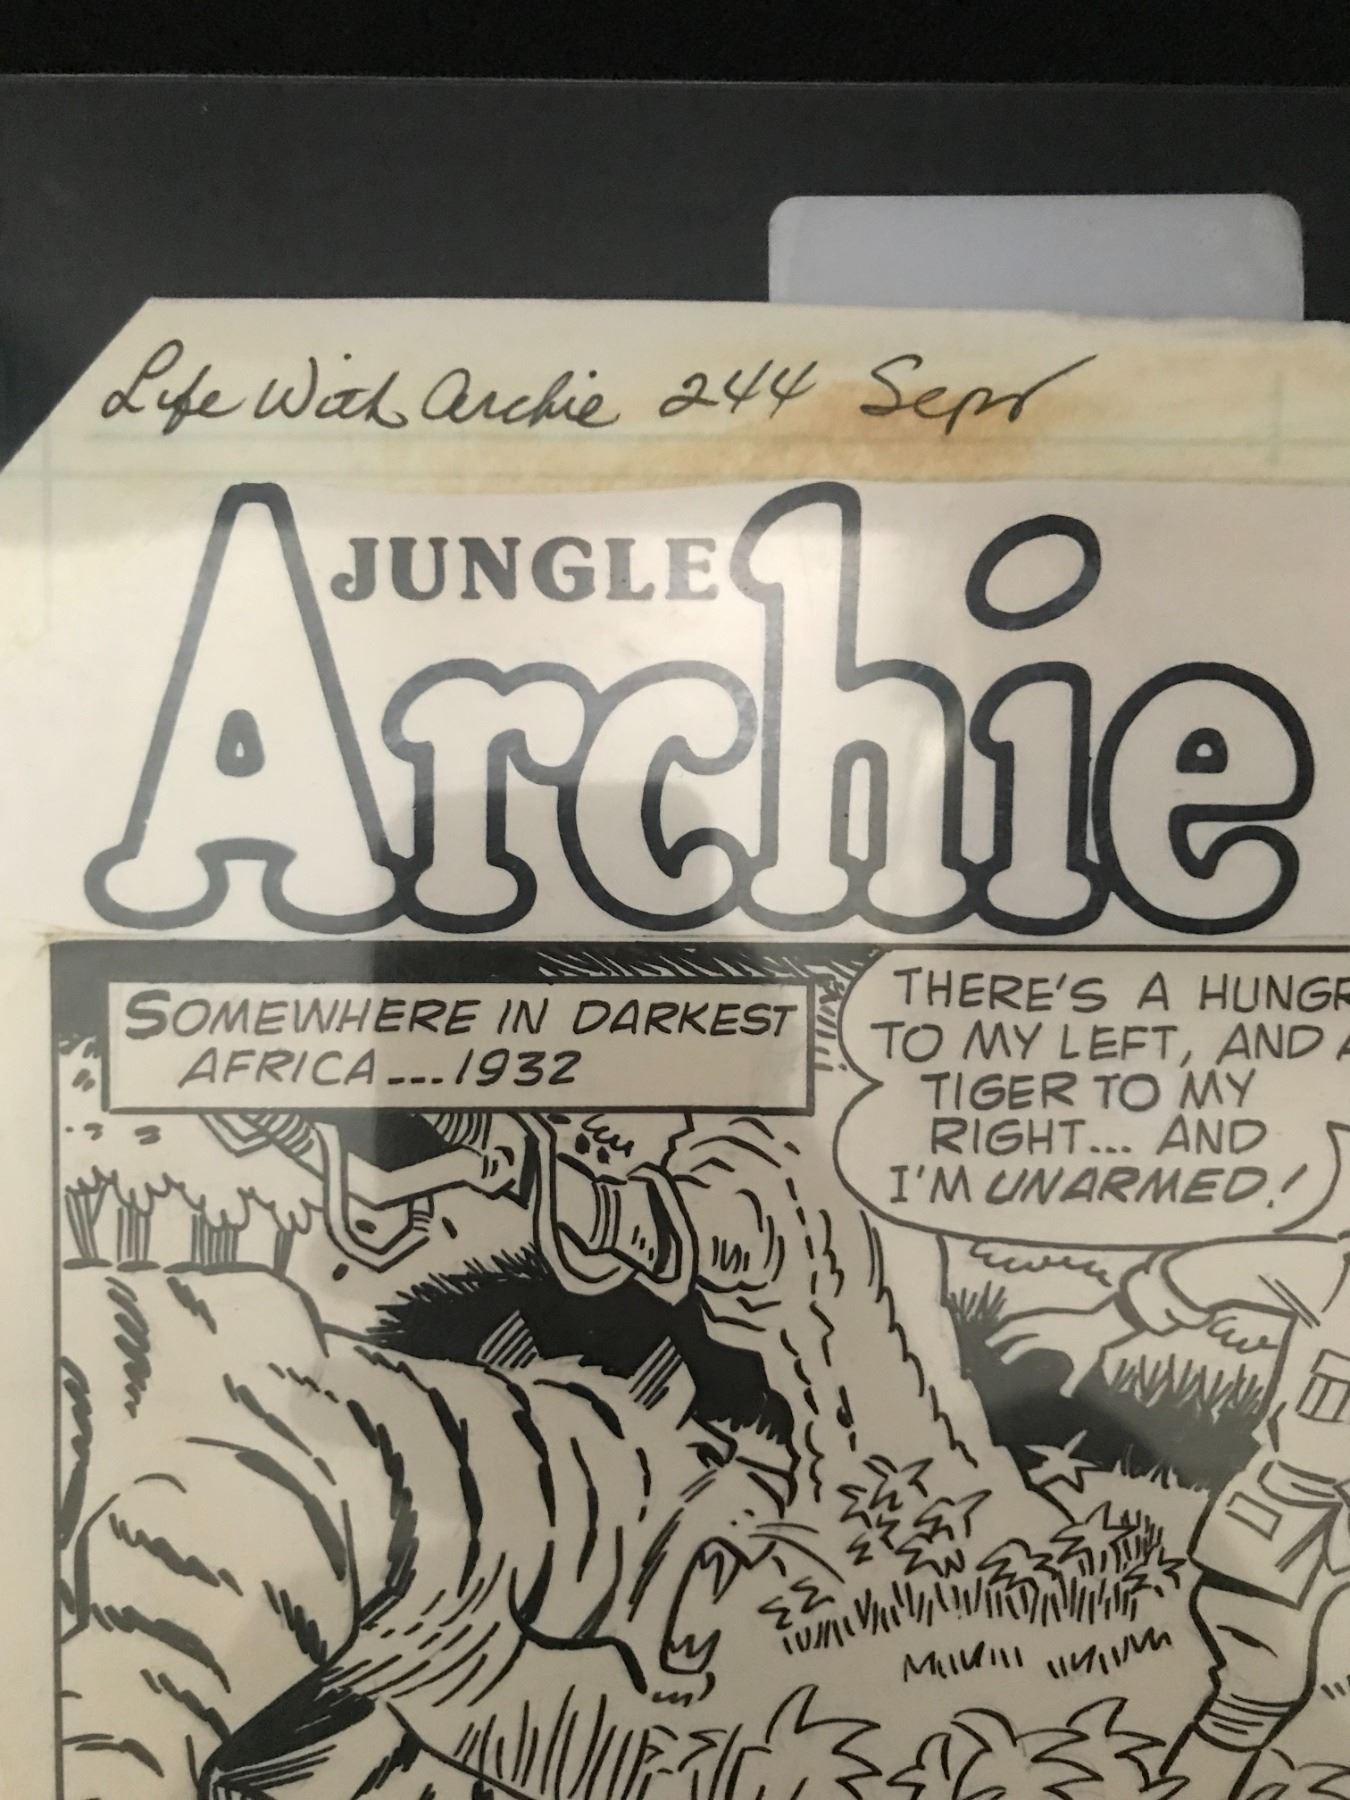 Life With Archie 244 Sept
JUNGLE
Archie
SOMEWHERE IN DARKEST
AFRICA ---1932
THERE'S A HUNGR
TO MY LEFT, AND A
TIGER TO MY
RIGHT... AND
I'M UNARMED!